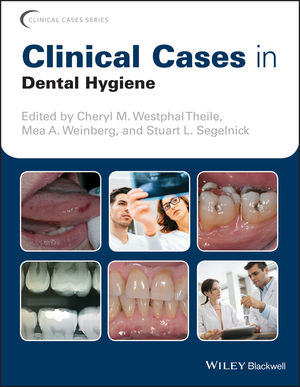 CLINICAL CASES SERIES
Clinical Cases in
Dental Hygiene
Edited by Cheryl M. Westphal Theile,
Mea A. Weinberg, and Stuart L. Segelnick
WILEY Blackwell